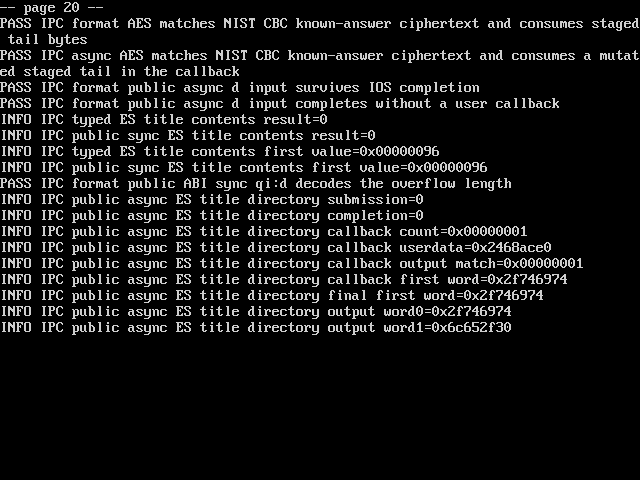 -- page 20 --
PASS IPC format AES matches NIST CBC known-answer ciphertext and consumes staged
 tail bytes
PASS IPC async AES matches NIST CBC known-answer ciphertext and consumes a mutat
ed staged tail in the callback
PASS IPC format public async d input survives IOS completion
PASS IPC format public async d input completes without a user callback
INFO IPC typed ES title contents result=0
INFO IPC public sync ES title contents result=0
INFO IPC typed ES title contents first value=0x00000096
INFO IPC public sync ES title contents first value=0x00000096
PASS IPC format public ABI sync qi:d decodes the overflow length
INFO IPC public async ES title directory submission=0
INFO IPC public async ES title directory completion=0
INFO IPC public async ES title directory callback count=0x00000001
INFO IPC public async ES title directory callback userdata=0x2468ace0
INFO IPC public async ES title directory callback output match=0x00000001
INFO IPC public async ES title directory callback first word=0x2f746974
INFO IPC public async ES title directory final first word=0x2f746974
INFO IPC public async ES title directory output word0=0x2f746974
INFO IPC public async ES title directory output word1=0x6c652f30